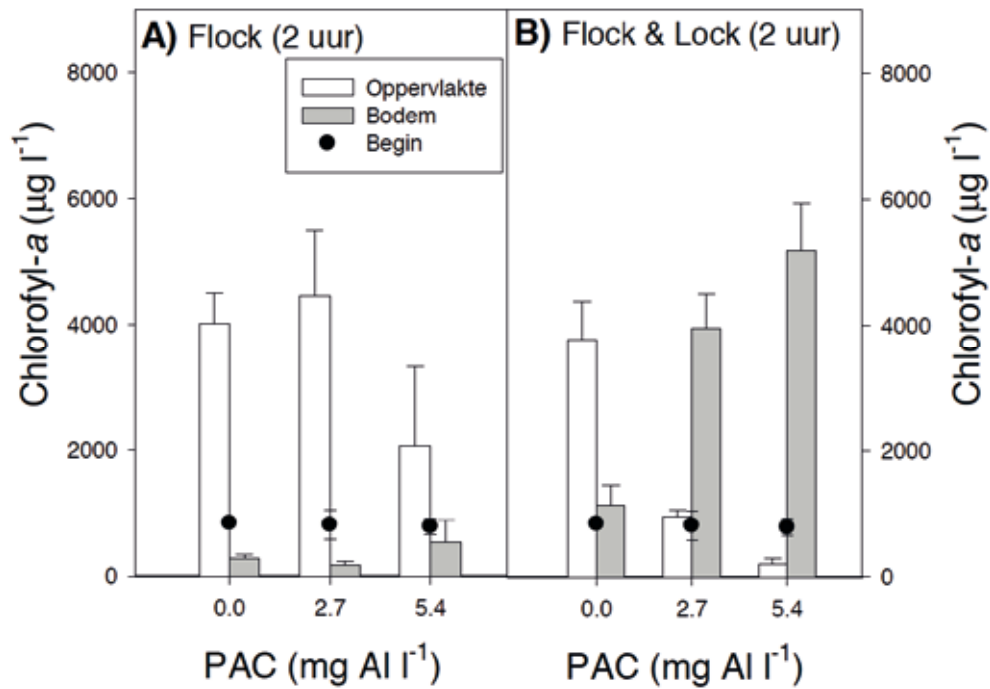 A) Flock (2 uur)
B) Flock & Lock (2 uur)
Oppervlakte
Bodem
Begin
Chlorofyl-a (µg l⁻¹)
8000
6000
4000
2000
0
8000
6000
4000
2000
0
Chlorofyl-a (µg l⁻¹)
0.0 2.7 5.4
0.0 2.7 5.4
PAC (mg Al l⁻¹)
PAC (mg Al l⁻¹)